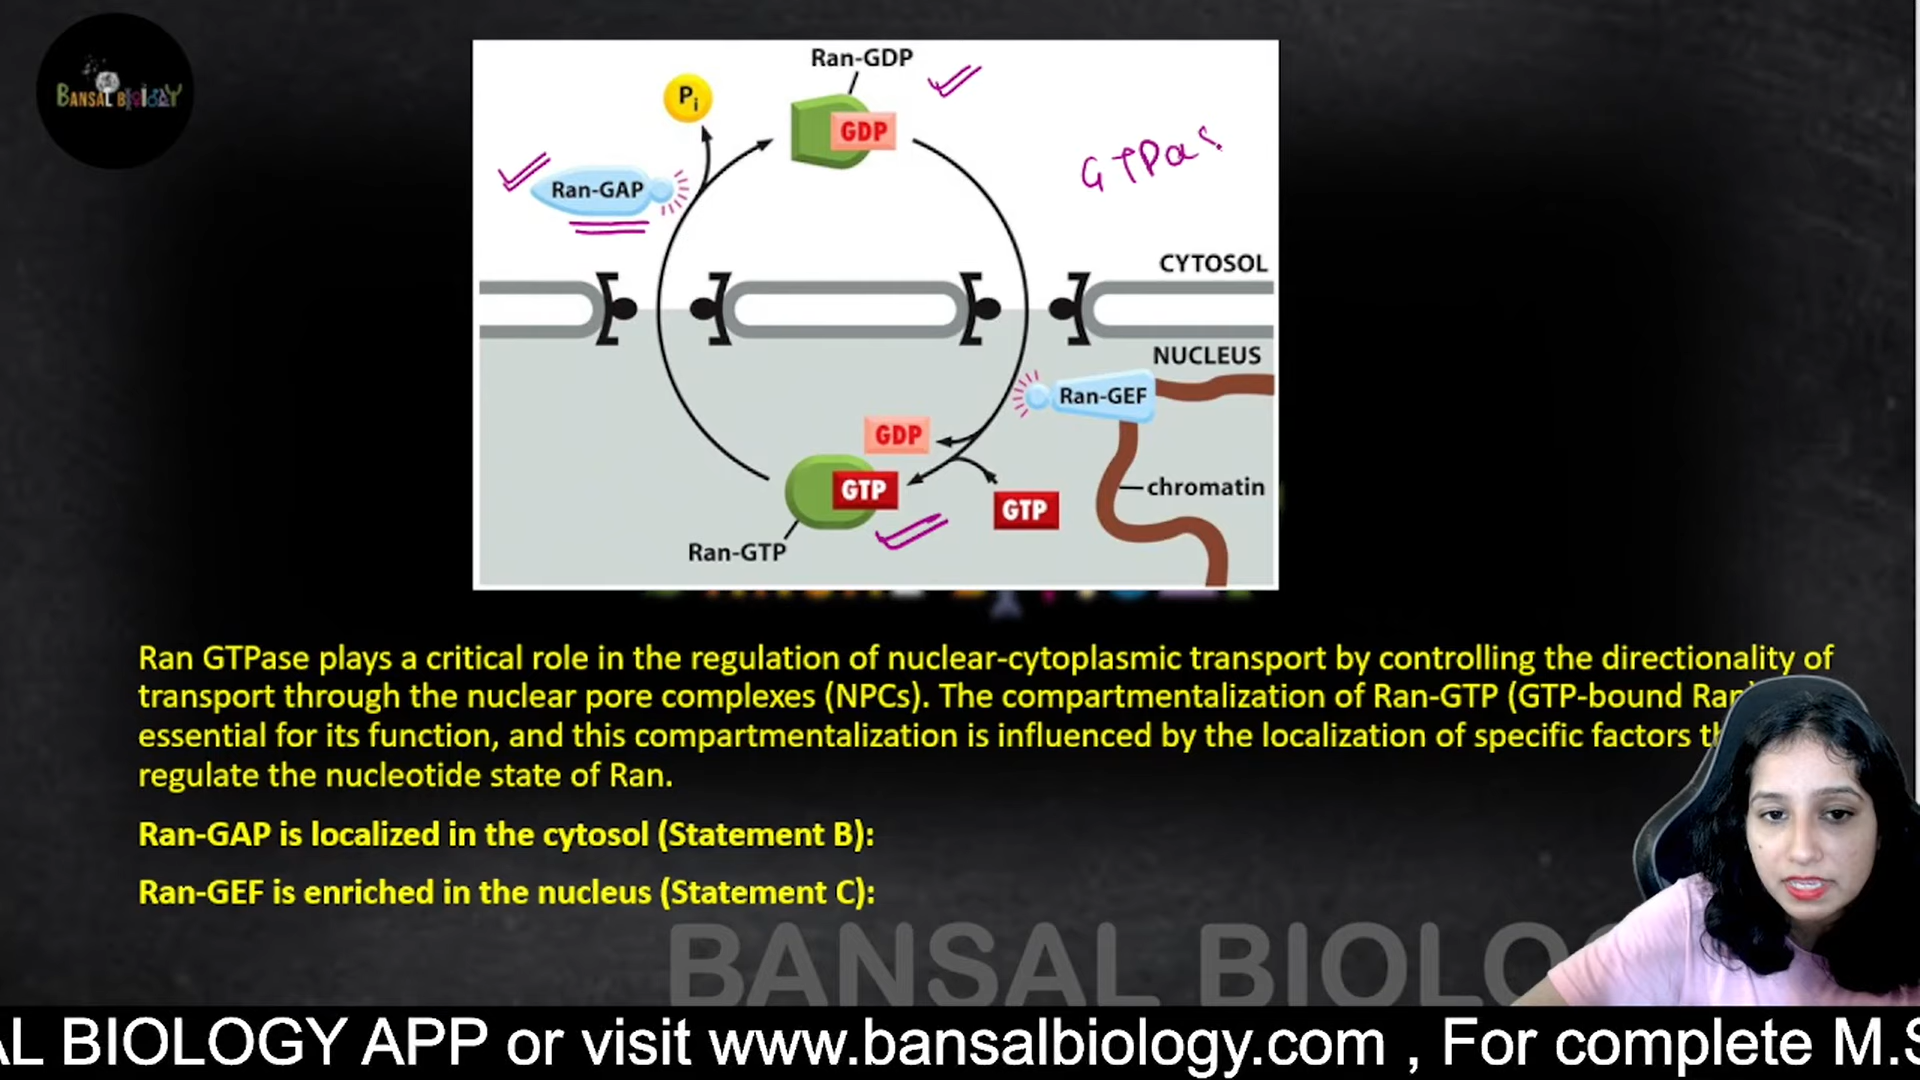 BANSAL BIOLOGY
Ran-GDP
Pi
GDP
GTPas
Ran-GAP
CYTOSOL
NUCLEUS
Ran-GEF
GDP
GTP
GTP
chromatin
Ran-GTP
Ran GTPase plays a critical role in the regulation of nuclear-cytoplasmic transport by controlling the directionality of
transport through the nuclear pore complexes (NPCs). The compartmentalization of Ran-GTP (GTP-bound Ran)
essential for its function, and this compartmentalization is influenced by the localization of specific factors
regulate the nucleotide state of Ran.
Ran-GAP is localized in the cytosol (Statement B):
Ran-GEF is enriched in the nucleus (Statement C):
BANSAL BIOLO
AL BIOLOGY APP or visit www.bansalbiology.com , For complete M.S